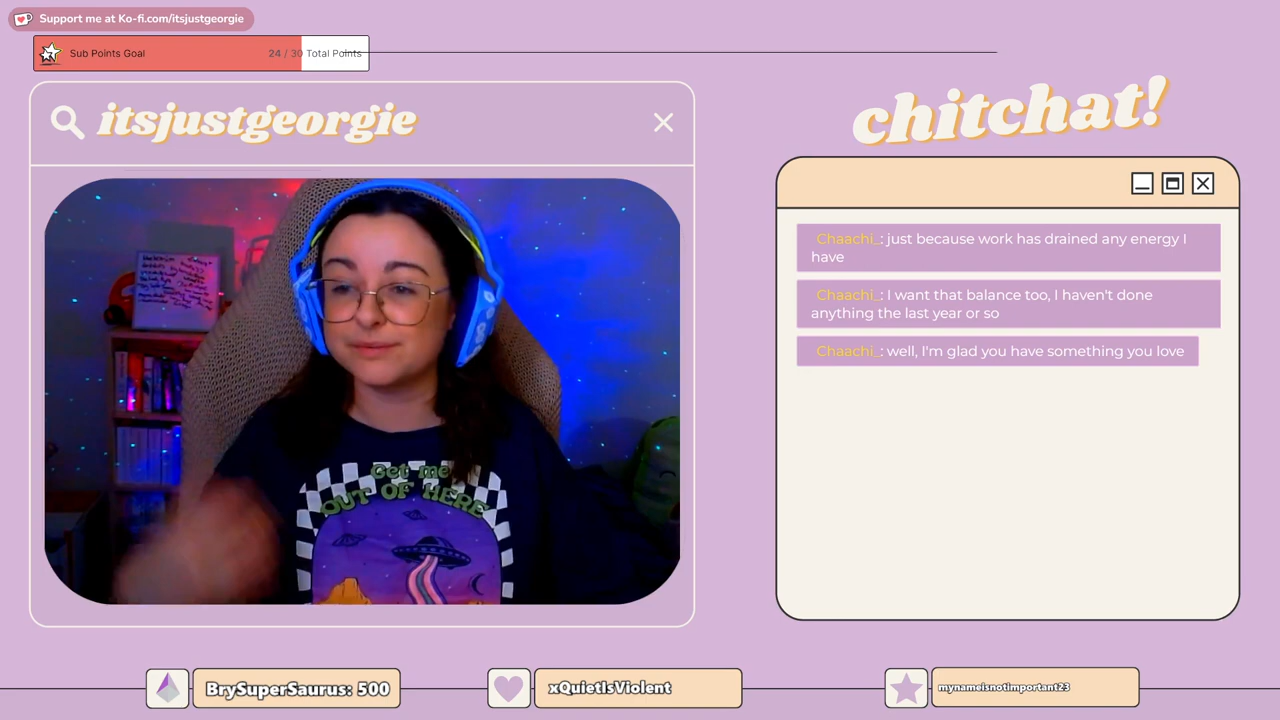 Support me at Ko-fi.com/itsjustgeorgie
Sub Points Goal 24 / 30 Total Points
itsjustgeorgie
chitchat!
Chaachi_: just because work has drained any energy I
have
Chaachi_: I want that balance too, I haven't done
anything the last year or so
Chaachi_: well, I'm glad you have something you love
Get me
OUT OF HERE
BrySuperSaurus: 500
xQuietIsViolent
mynameisnotimportant23